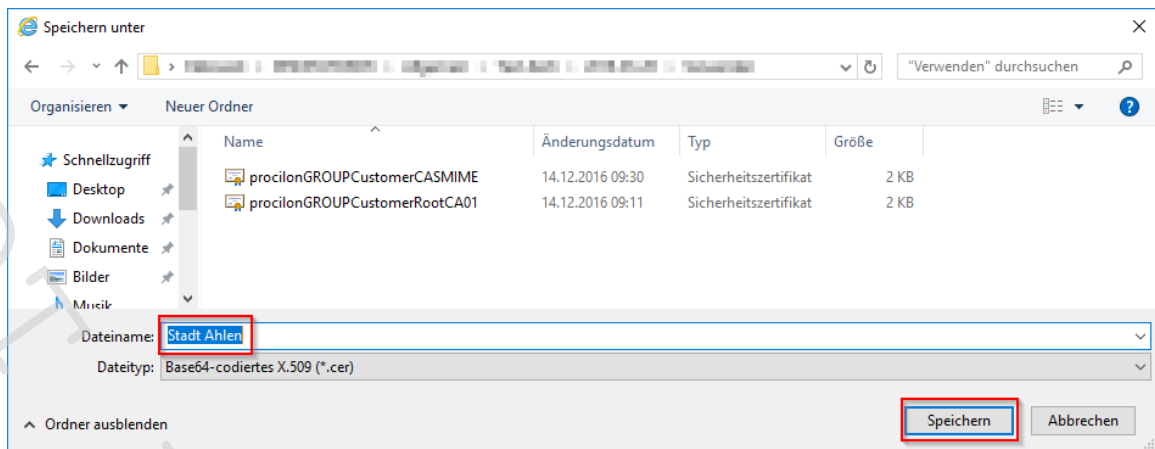 Speichern unter
"Verwenden" durchsuchen
Organisieren Neuer Ordner
Name Änderungsdatum Typ Größe
Schnellzugriff
Desktop
Downloads
Dokumente
Bilder
Musik
procilonGROUPCustomerCASMIME 14.12.2016 09:30 Sicherheitszertifikat 2 KB
procilonGROUPCustomerRootCA01 14.12.2016 09:11 Sicherheitszertifikat 2 KB
Dateiname: Stadt Ahlen
Dateityp: Base64-codiertes X.509 (*.cer)
Ordner ausblenden Speichern Abbrechen